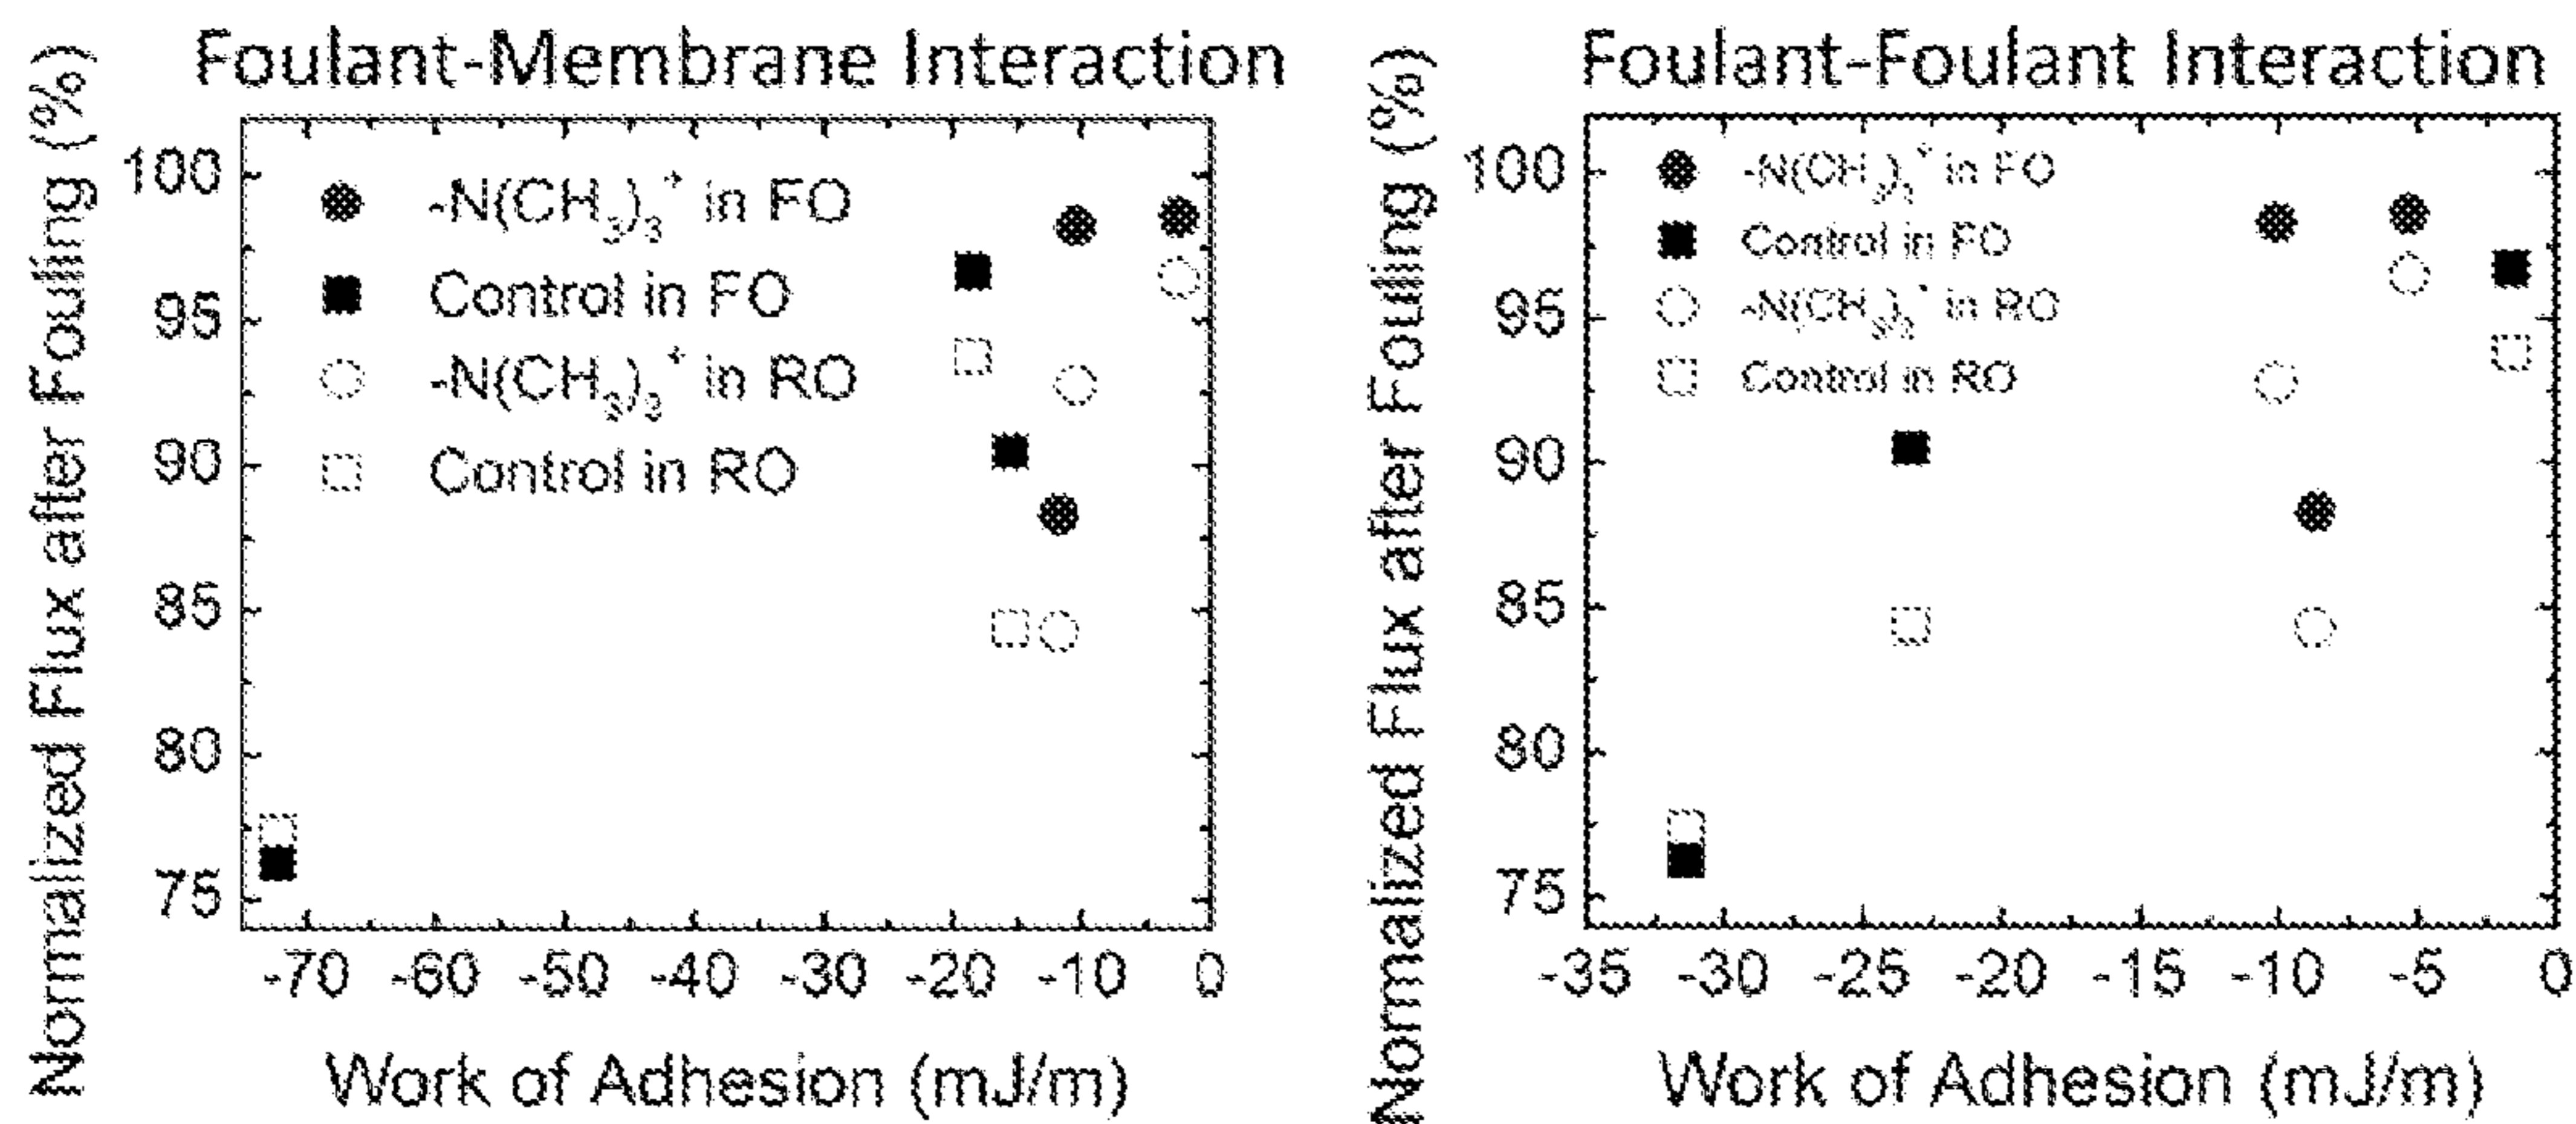 Foulant-Membrane Interaction
Normalized Flux after Fouling (%)
100
95
90
85
80
75
-N(CH3)3+ in FO
Control in FO
-N(CH3)3+ in RO
Control in RO
-70 -60 -50 -40 -30 -20 -10 0
Work of Adhesion (mJ/m)
Foulant-Foulant Interaction
Normalized Flux after Fouling (%)
100
95
90
85
80
75
-N(CH3)3+ in FO
Control in FO
-N(CH3)3+ in RO
Control in RO
-35 -30 -25 -20 -15 -10 -5 0
Work of Adhesion (mJ/m)